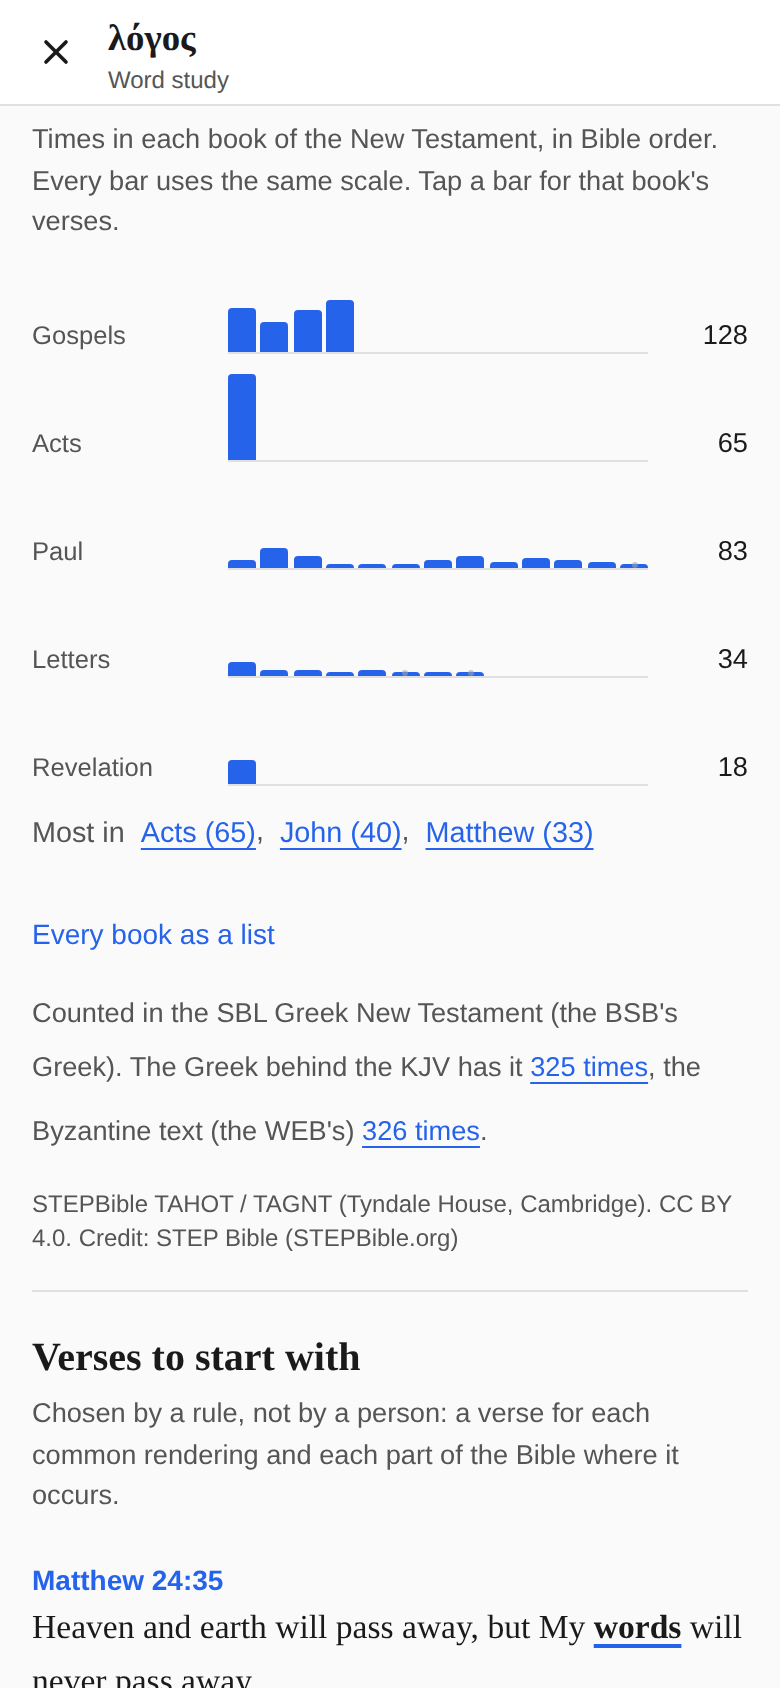 λόγος
Word study
Times in each book of the New Testament, in Bible order.
Every bar uses the same scale. Tap a bar for that book's
verses.
Gospels 128
Acts 65
Paul 83
Letters 34
Revelation 18
Most in Acts (65), John (40), Matthew (33)
Every book as a list
Counted in the SBL Greek New Testament (the BSB's
Greek). The Greek behind the KJV has it 325 times, the
Byzantine text (the WEB's) 326 times.
STEPBible TAHOT / TAGNT (Tyndale House, Cambridge). CC BY
4.0. Credit: STEP Bible (STEPBible.org)
Verses to start with
Chosen by a rule, not by a person: a verse for each
common rendering and each part of the Bible where it
occurs.
Matthew 24:35
Heaven and earth will pass away, but My words will
never pass away